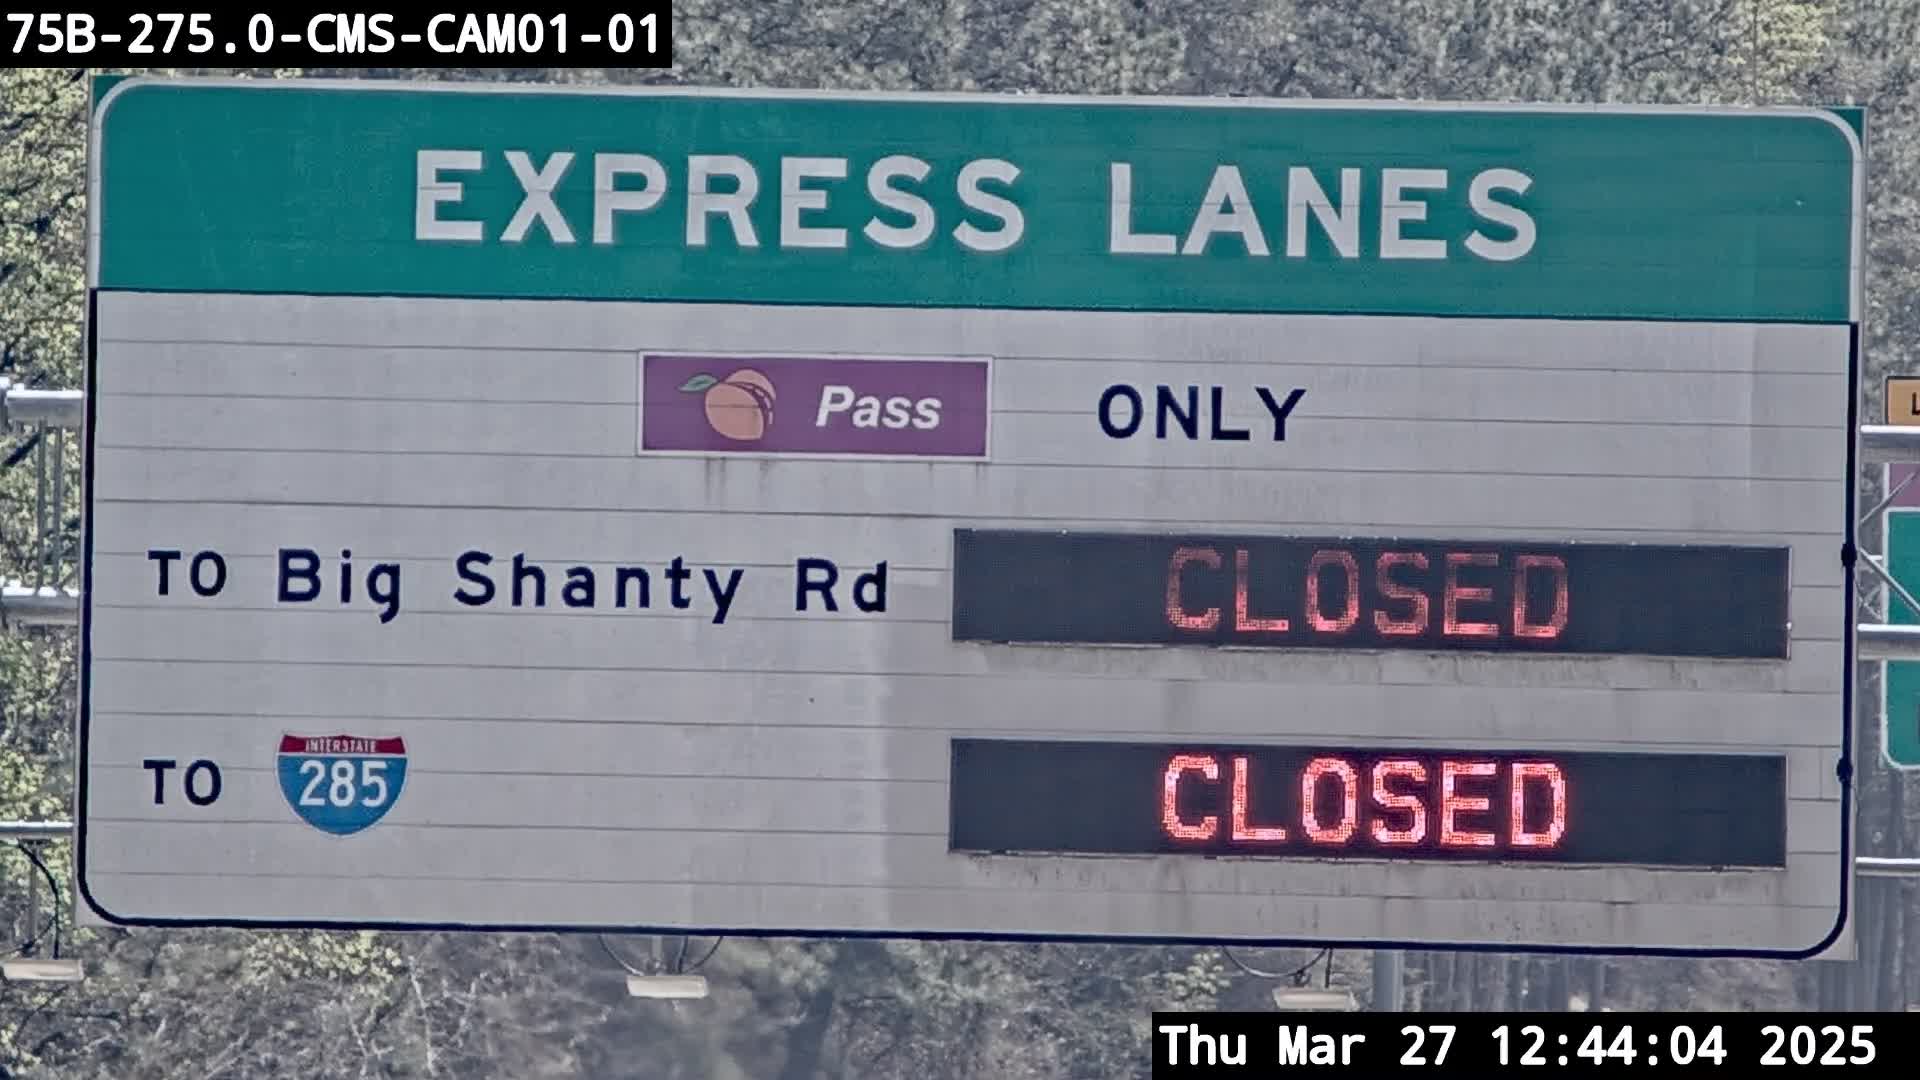 75B-275.0-CMS-CAM01-01
EXPRESS LANES
Pass ONLY
TO Big Shanty Rd CLOSED
INTERSTATE
TO 285 CLOSED
Thu Mar 27 12:44:04 2025